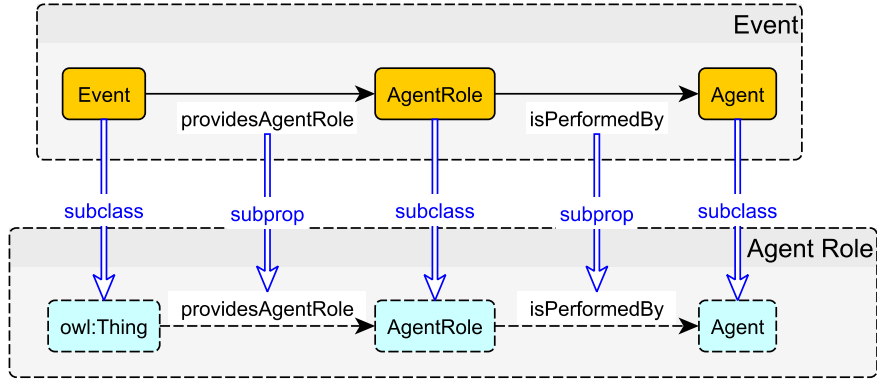 Event
Event
AgentRole
Agent
providesAgentRole
isPerformedBy
subclass
subprop
subclass
subprop
subclass
Agent Role
providesAgentRole
isPerformedBy
owl:Thing
AgentRole
Agent